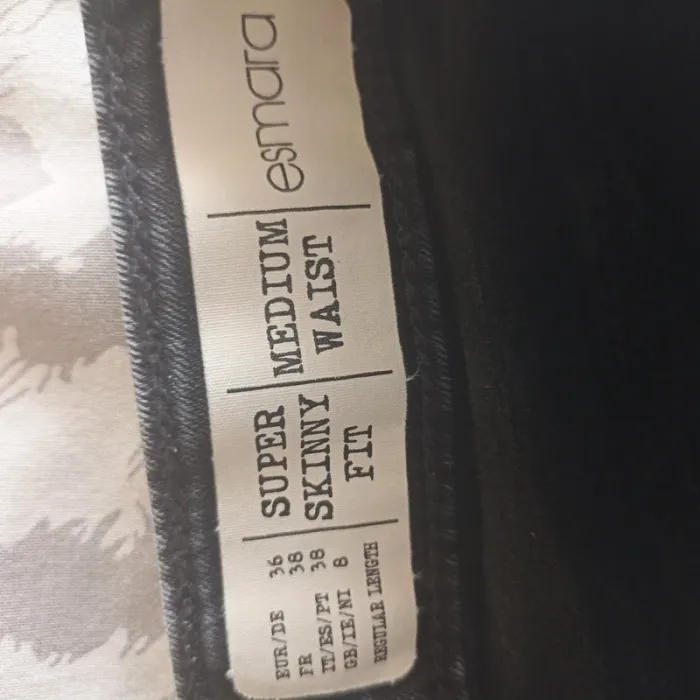 EUR/DE 36
FR 38
IT/ES/PT 38
GB/IE/NI 8
REGULAR LENGTH
SUPER
SKINNY
FIT
MEDIUM
WAIST
esmara